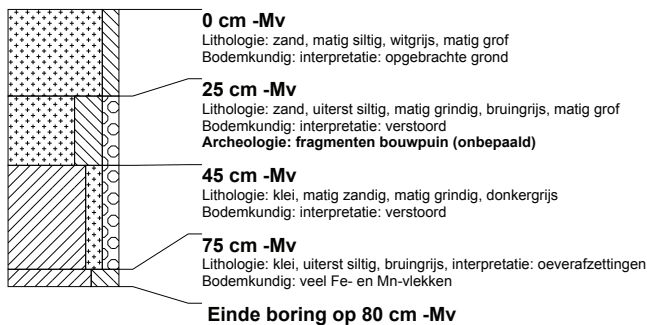 0 cm -Mv
Lithologie: zand, matig siltig, witgrijs, matig grof
Bodemkundig: interpretatie: opgebrachte grond
25 cm -Mv
Lithologie: zand, uiterst siltig, matig grindig, bruingrijs, matig grof
Bodemkundig: interpretatie: verstoord
Archeologie: fragmenten bouwpuin (onbepaald)
45 cm -Mv
Lithologie: klei, matig zandig, matig grindig, donkergrijs
Bodemkundig: interpretatie: verstoord
75 cm -Mv
Lithologie: klei, uiterst siltig, bruingrijs, interpretatie: oeverafzettingen
Bodemkundig: veel Fe- en Mn-vlekken
Einde boring op 80 cm -Mv